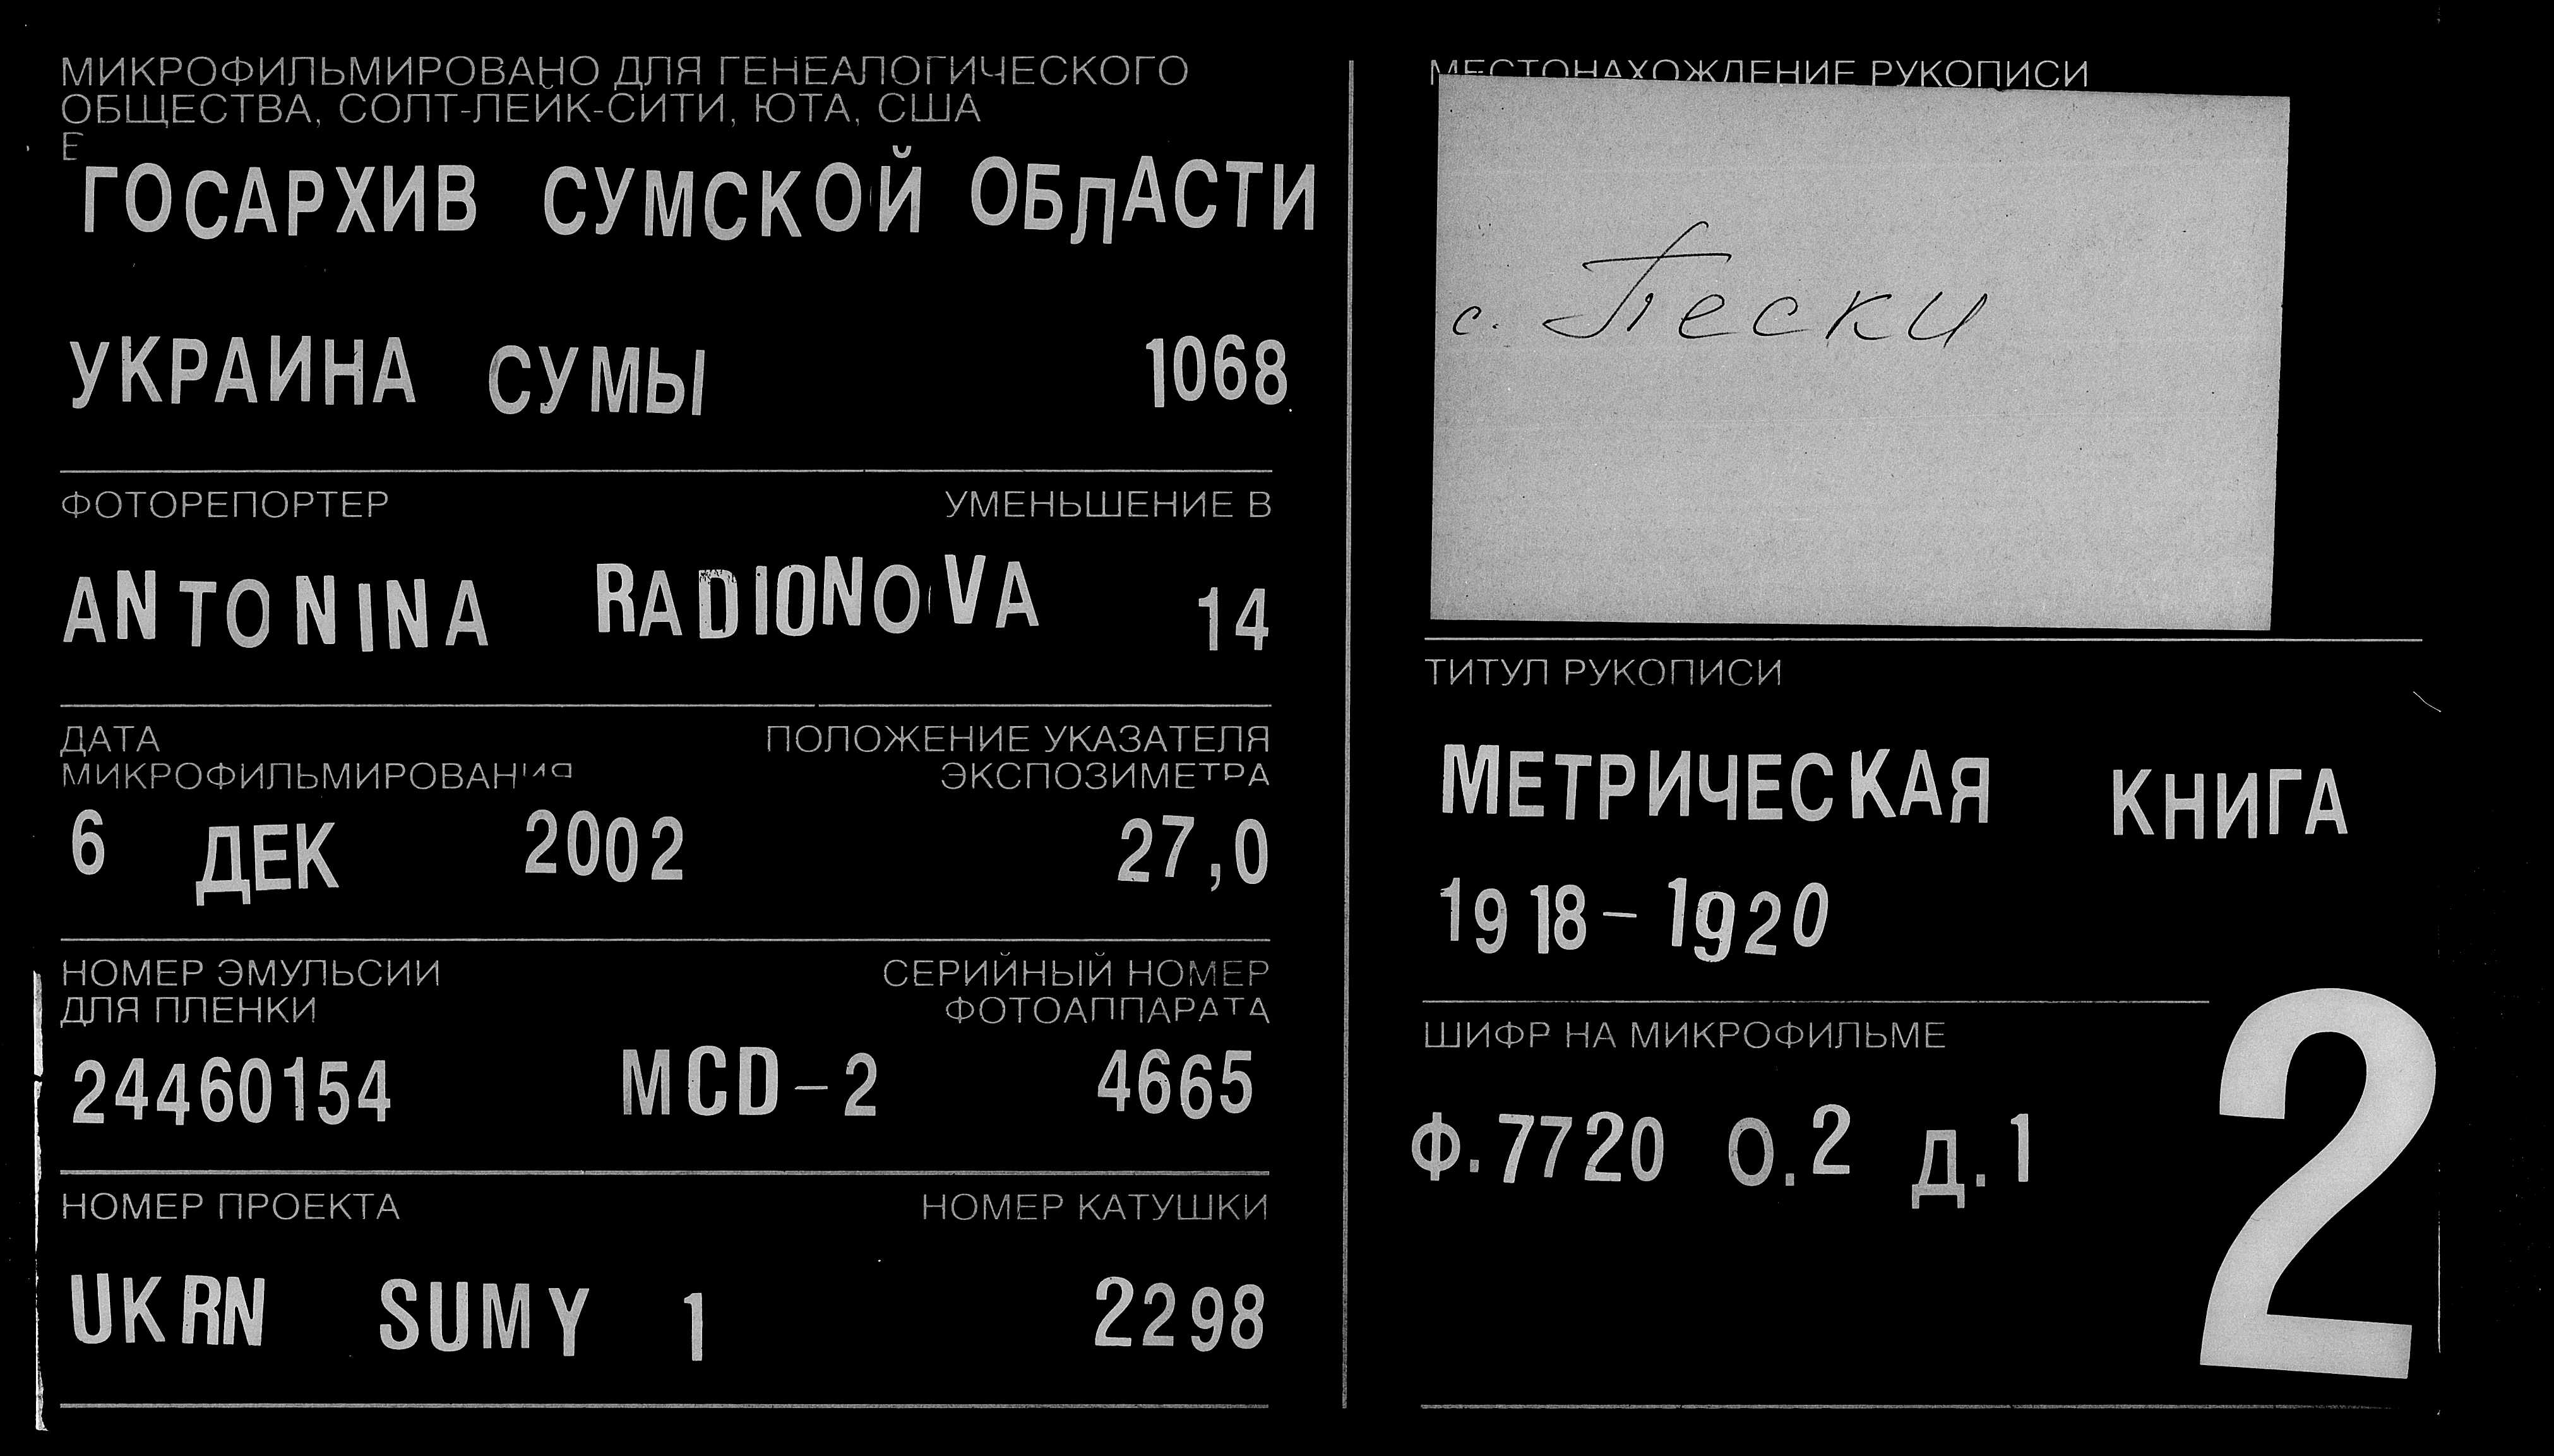 МИКРОФИЛЬМИРОВАНО ДЛЯ ГЕНЕАЛОГИЧЕСКОГО
ОБЩЕСТВА, СОЛТ-ЛЕЙК-СИТИ, ЮТА, США
Е
ГОСАРХИВ СУМСКОЙ ОБЛАСТИ
УКРАИНА СУМЫ 1068
ФОТОРЕПОРТЕР УМЕНЬШЕНИЕ В
ANTONINA RADIONOVA 14
ДАТА ПОЛОЖЕНИЕ УКАЗАТЕЛЯ
МИКРОФИЛЬМИРОВАНИЯ ЭКСПОЗИМЕТРА
6 ДЕК 2002 27,0
НОМЕР ЭМУЛЬСИИ СЕРИЙНЫЙ НОМЕР
ДЛЯ ПЛЕНКИ ФОТОАППАРАТА
24460154 MCD-2 4665
НОМЕР ПРОЕКТА НОМЕР КАТУШКИ
UKRN SUMY 1 2298
МЕСТОНАХОЖДЕНИЕ РУКОПИСИ
с. Пески
ТИТУЛ РУКОПИСИ
МЕТРИЧЕСКАЯ КНИГА
1918-1920
ШИФР НА МИКРОФИЛЬМЕ
Ф.7720 О.2 Д.1
2